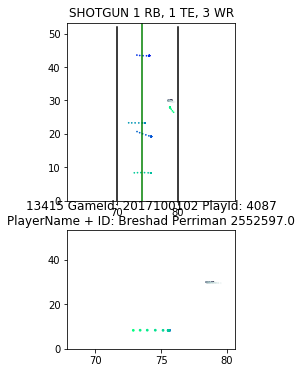 SHOTGUN 1 RB, 1 TE, 3 WR
50
40
30
20
10
0
70 80
13415 GameId: 2017100102 PlayId: 4087
PlayerName + ID: Breshad Perriman 2552597.0
40
20
0
70 75 80